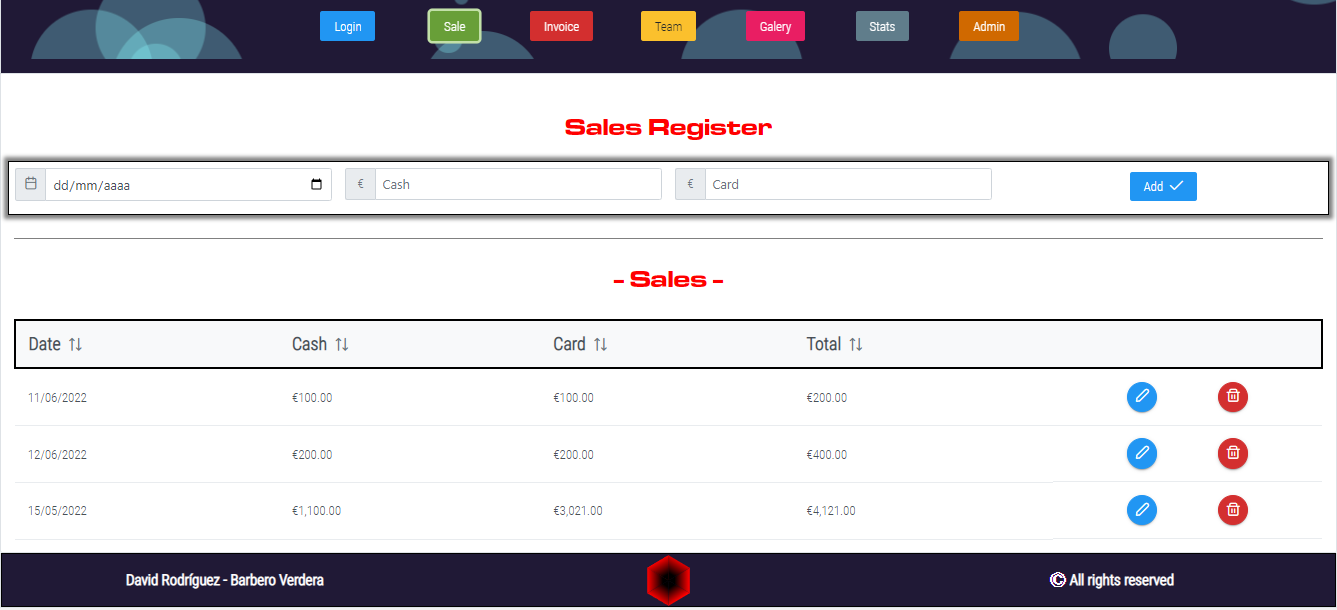 Login Sale Invoice Team Galery Stats Admin
Sales Register
dd/mm/aaaa € Cash € Card Add
- Sales -
Date Cash Card Total
11/06/2022 €100.00 €100.00 €200.00
12/06/2022 €200.00 €200.00 €400.00
15/05/2022 €1,100.00 €3,021.00 €4,121.00
David Rodríguez - Barbero Verdera © All rights reserved